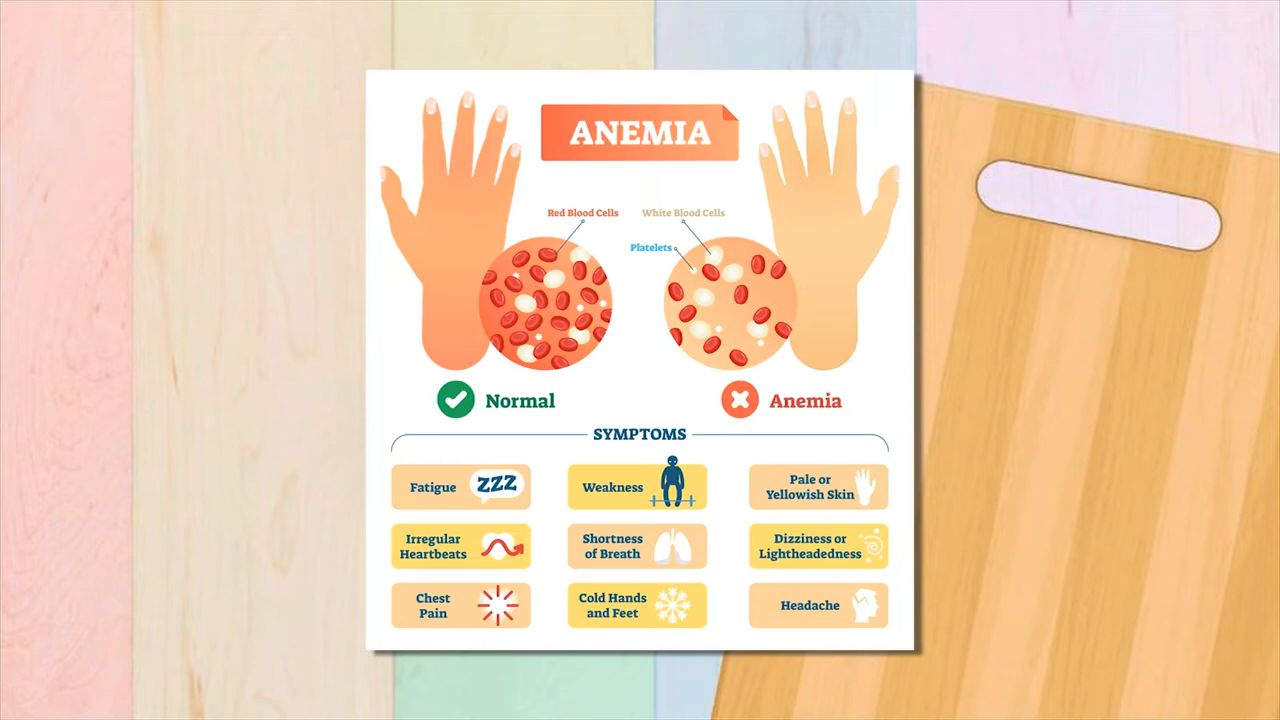 ANEMIA
Red Blood Cells
White Blood Cells
Platelets
Normal
Anemia
SYMPTOMS
Fatigue
ZZZ
Weakness
Pale or
Yellowish Skin
Irregular
Heartbeats
Shortness
of Breath
Dizziness or
Lightheadedness
Chest
Pain
Cold Hands
and Feet
Headache